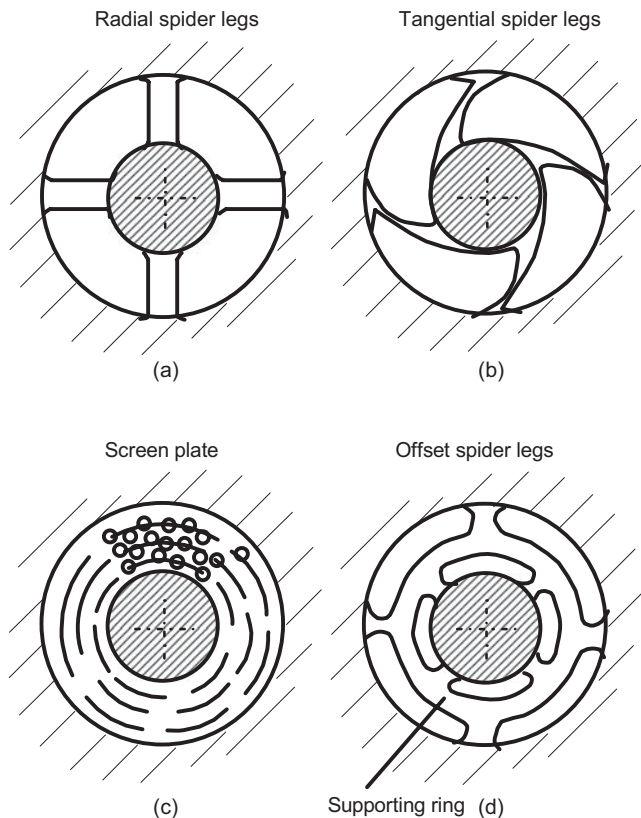 Radial spider legs
Tangential spider legs
(a)
(b)
Screen plate
Offset spider legs
Supporting ring
(c)
(d)